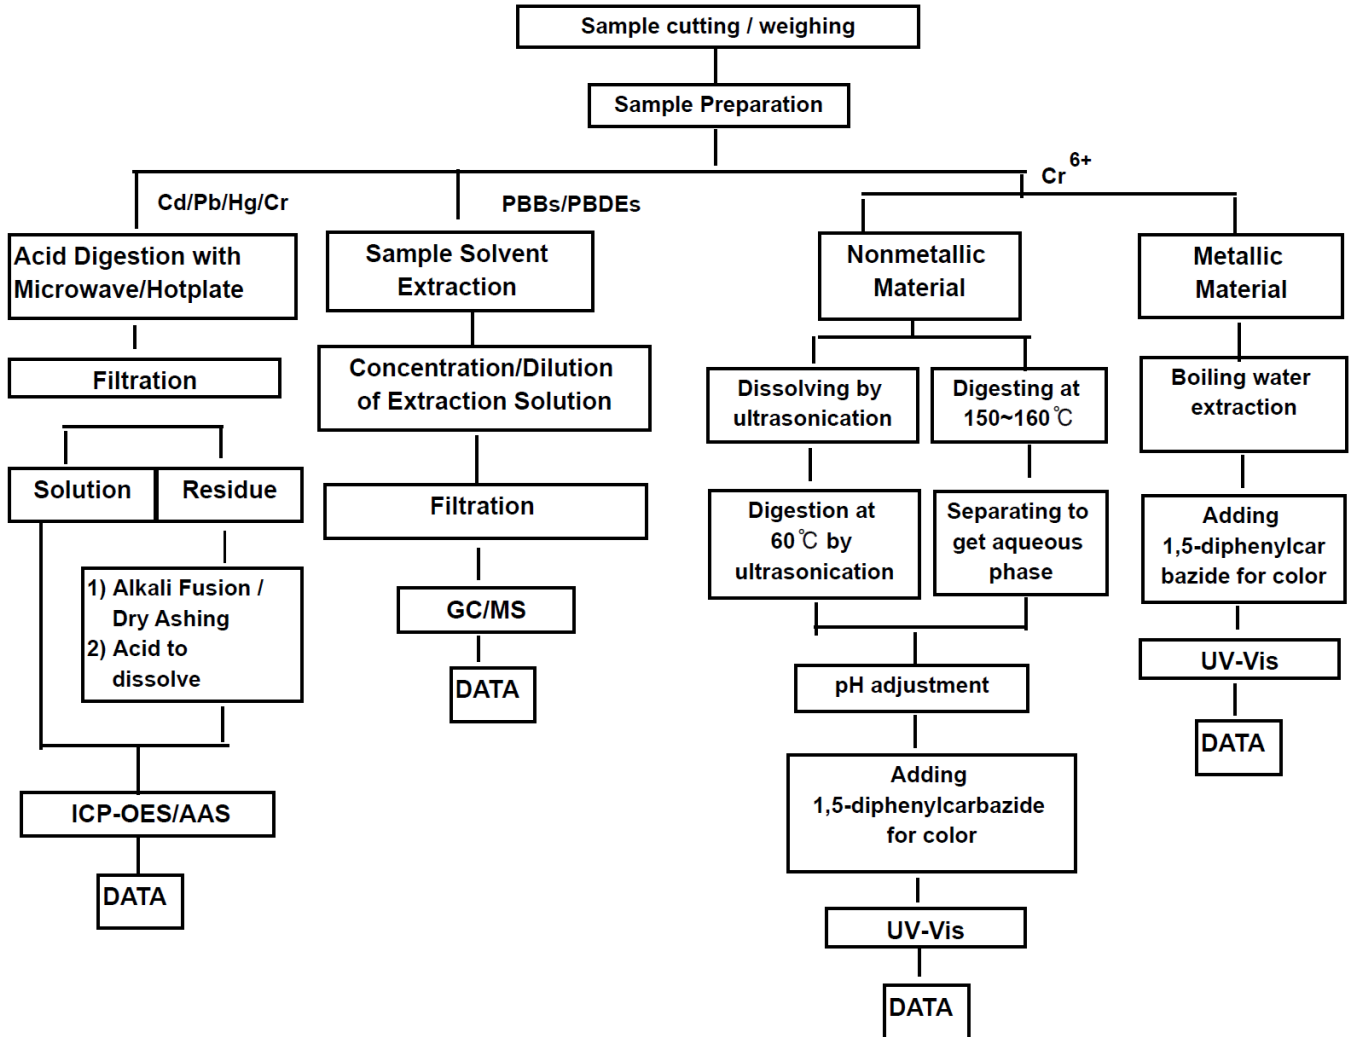 Sample cutting / weighing
Sample Preparation
Cd/Pb/Hg/Cr
PBBs/PBDEs
Cr 6+
Acid Digestion with
Microwave/Hotplate
Filtration
Solution
Residue
1) Alkali Fusion /
Dry Ashing
2) Acid to
dissolve
ICP-OES/AAS
DATA
Sample Solvent
Extraction
Concentration/Dilution
of Extraction Solution
Filtration
GC/MS
DATA
Nonmetallic
Material
Dissolving by
ultrasonication
Digestion at
60℃ by
ultrasonication
Digesting at
150~160℃
Separating to
get aqueous
phase
pH adjustment
Adding
1,5-diphenylcarbazide
for color
UV-Vis
DATA
Metallic
Material
Boiling water
extraction
Adding
1,5-diphenylcar
bazide for color
UV-Vis
DATA